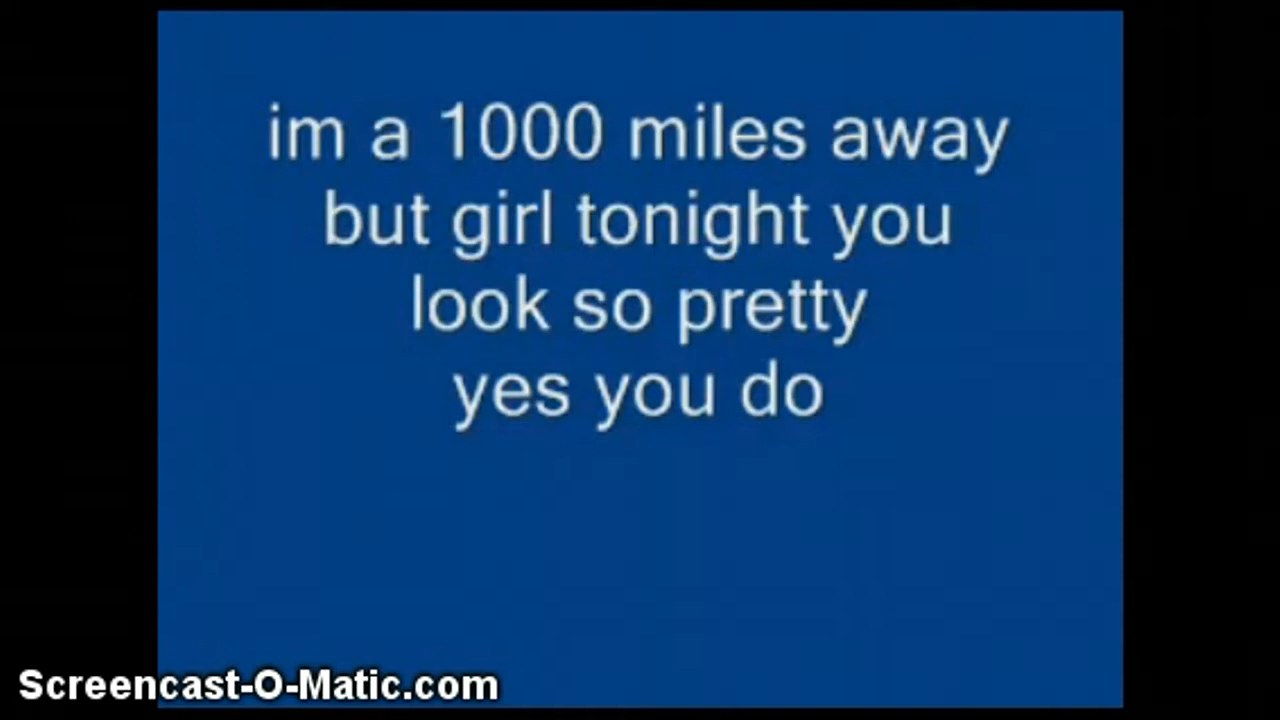 im a 1000 miles away
but girl tonight you
look so pretty
yes you do
Screencast-O-Matic.com